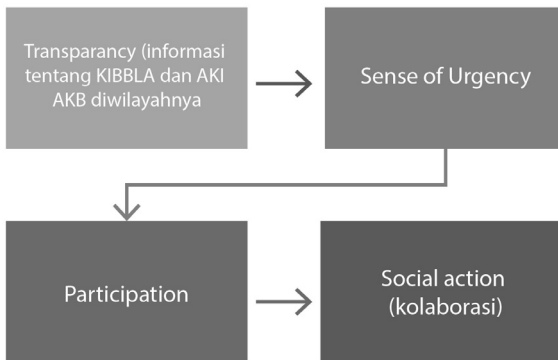 Transparancy (informasi
tentang KIBBLA dan AKI
AKB diwilayahnya
Sense of Urgency
Participation
Social action
(kolaborasi)